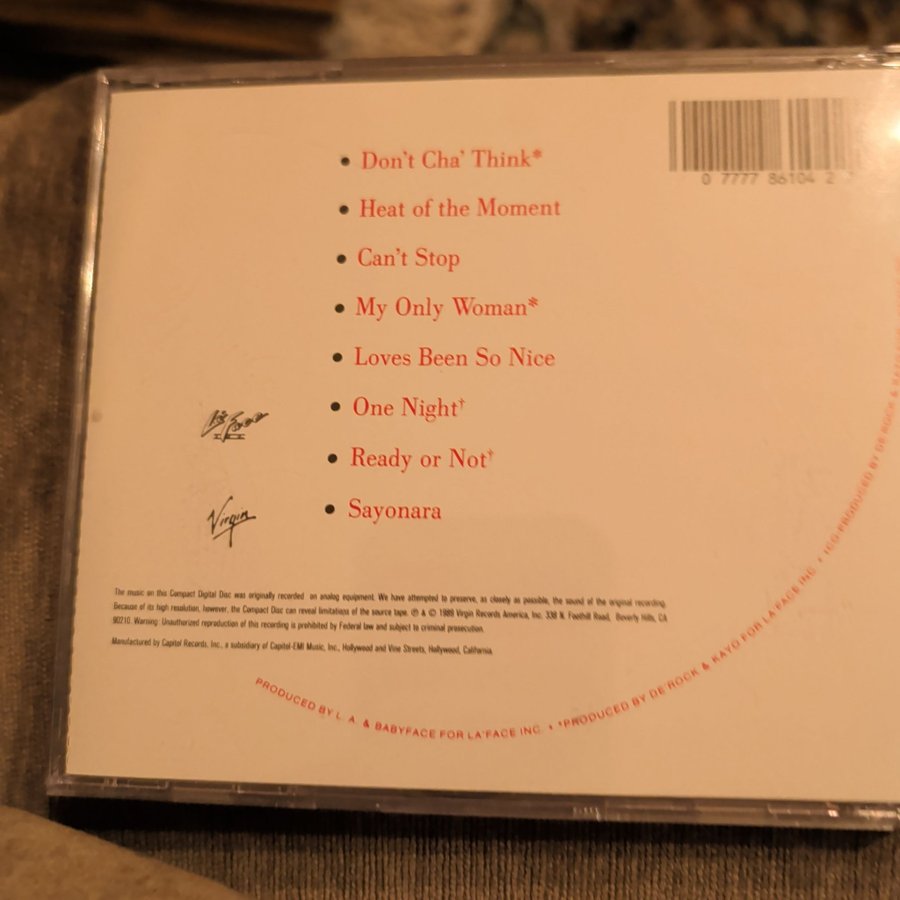 0 7777 86104 2
• Don't Cha' Think*
• Heat of the Moment
• Can't Stop
• My Only Woman*
• Loves Been So Nice
• One Night†
• Ready or Not†
• Sayonara
Virgin
The music on this Compact Digital Disc was originally recorded on analog equipment. We have attempted to preserve, as closely as possible, the sound of the original recording.
Because of its high resolution, however, the Compact Disc can reveal limitations of the source tape. ℗ & © 1989 Virgin Records America, Inc. 338 N. Foothill Road, Beverly Hills, CA
90210. Warning: Unauthorized reproduction of this recording is prohibited by Federal law and subject to criminal prosecution.
Manufactured by Capitol Records, Inc., a subsidiary of Capitol-EMI Music, Inc., Hollywood and Vine Streets, Hollywood, California.
PRODUCED BY L. A. & BABYFACE FOR LA'FACE INC. • *PRODUCED BY DE'ROCK & KAYO FOR LA'FACE INC. • PRODUCED BY DE'ROCK &